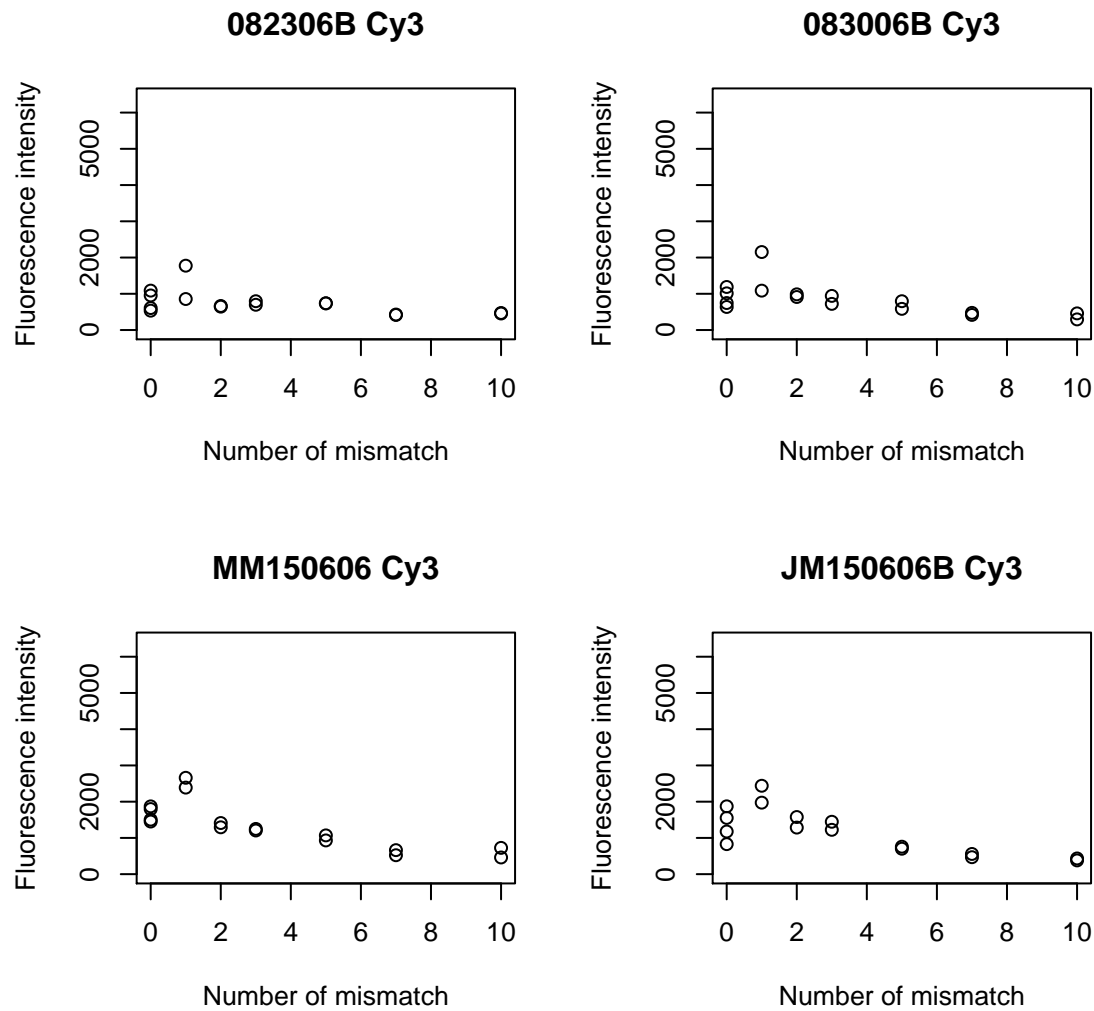 082306B Cy3
Fluorescence intensity
5000
2000
0
0 2 4 6 8 10
Number of mismatch
083006B Cy3
Fluorescence intensity
5000
2000
0
0 2 4 6 8 10
Number of mismatch
MM150606 Cy3
Fluorescence intensity
5000
2000
0
0 2 4 6 8 10
Number of mismatch
JM150606B Cy3
Fluorescence intensity
5000
2000
0
0 2 4 6 8 10
Number of mismatch